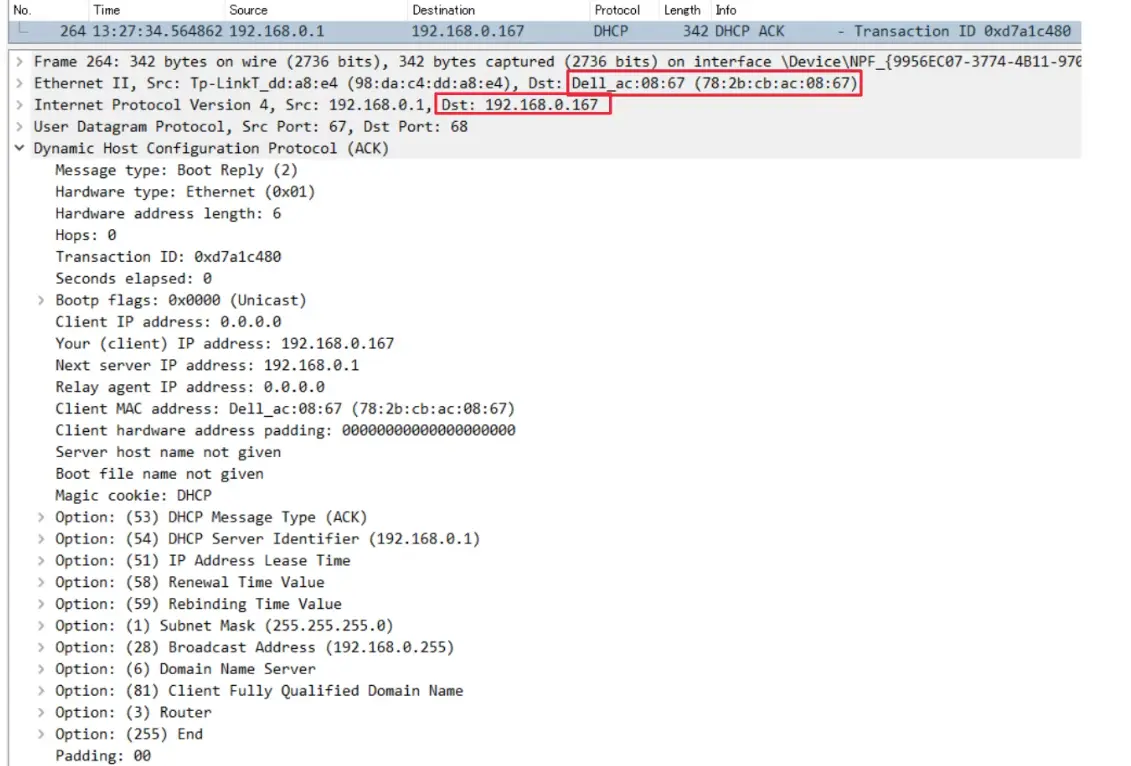 No. Time Source Destination Protocol Length Info
264 13:27:34.564862 192.168.0.1 192.168.0.167 DHCP 342 DHCP ACK - Transaction ID 0xd7a1c480
Frame 264: 342 bytes on wire (2736 bits), 342 bytes captured (2736 bits) on interface \Device\NPF_{9956EC07-3774-4B11-970
Ethernet II, Src: Tp-LinkT_dd:a8:e4 (98:da:c4:dd:a8:e4), Dst: Dell_ac:08:67 (78:2b:cb:ac:08:67)
Internet Protocol Version 4, Src: 192.168.0.1, Dst: 192.168.0.167
User Datagram Protocol, Src Port: 67, Dst Port: 68
Dynamic Host Configuration Protocol (ACK)
Message type: Boot Reply (2)
Hardware type: Ethernet (0x01)
Hardware address length: 6
Hops: 0
Transaction ID: 0xd7a1c480
Seconds elapsed: 0
Bootp flags: 0x0000 (Unicast)
Client IP address: 0.0.0.0
Your (client) IP address: 192.168.0.167
Next server IP address: 192.168.0.1
Relay agent IP address: 0.0.0.0
Client MAC address: Dell_ac:08:67 (78:2b:cb:ac:08:67)
Client hardware address padding: 00000000000000000000
Server host name not given
Boot file name not given
Magic cookie: DHCP
Option: (53) DHCP Message Type (ACK)
Option: (54) DHCP Server Identifier (192.168.0.1)
Option: (51) IP Address Lease Time
Option: (58) Renewal Time Value
Option: (59) Rebinding Time Value
Option: (1) Subnet Mask (255.255.255.0)
Option: (28) Broadcast Address (192.168.0.255)
Option: (6) Domain Name Server
Option: (81) Client Fully Qualified Domain Name
Option: (3) Router
Option: (255) End
Padding: 00